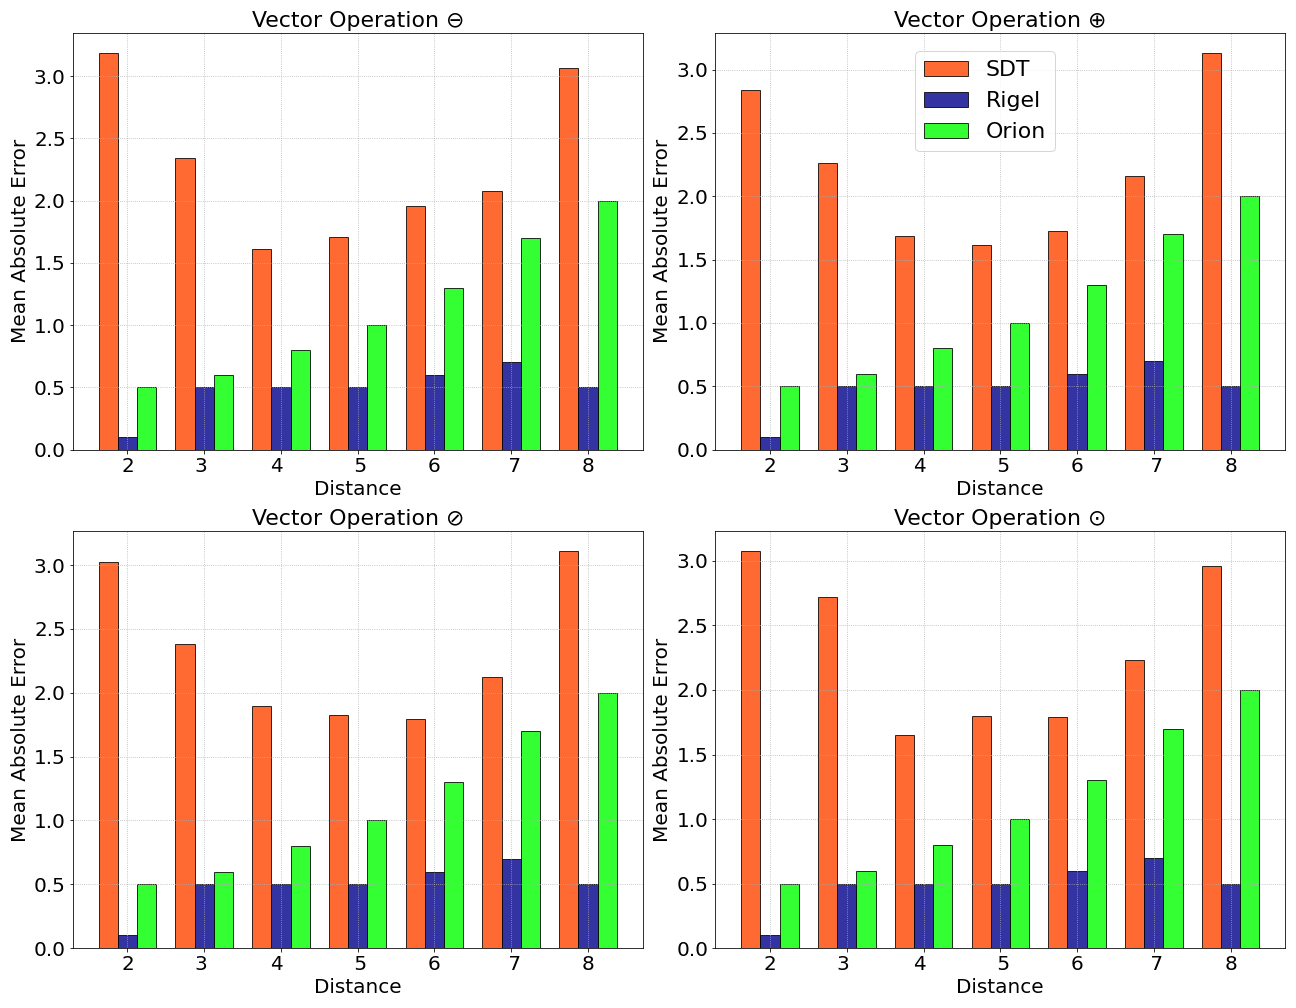 Vector Operation ⊖
Mean Absolute Error
3.0
2.5
2.0
1.5
1.0
0.5
0.0
2 3 4 5 6 7 8
Distance
Vector Operation ⊕
Mean Absolute Error
3.0
2.5
2.0
1.5
1.0
0.5
0.0
SDT
Rigel
Orion
2 3 4 5 6 7 8
Distance
Vector Operation ⊘
Mean Absolute Error
3.0
2.5
2.0
1.5
1.0
0.5
0.0
2 3 4 5 6 7 8
Distance
Vector Operation ⊙
Mean Absolute Error
3.0
2.5
2.0
1.5
1.0
0.5
0.0
2 3 4 5 6 7 8
Distance